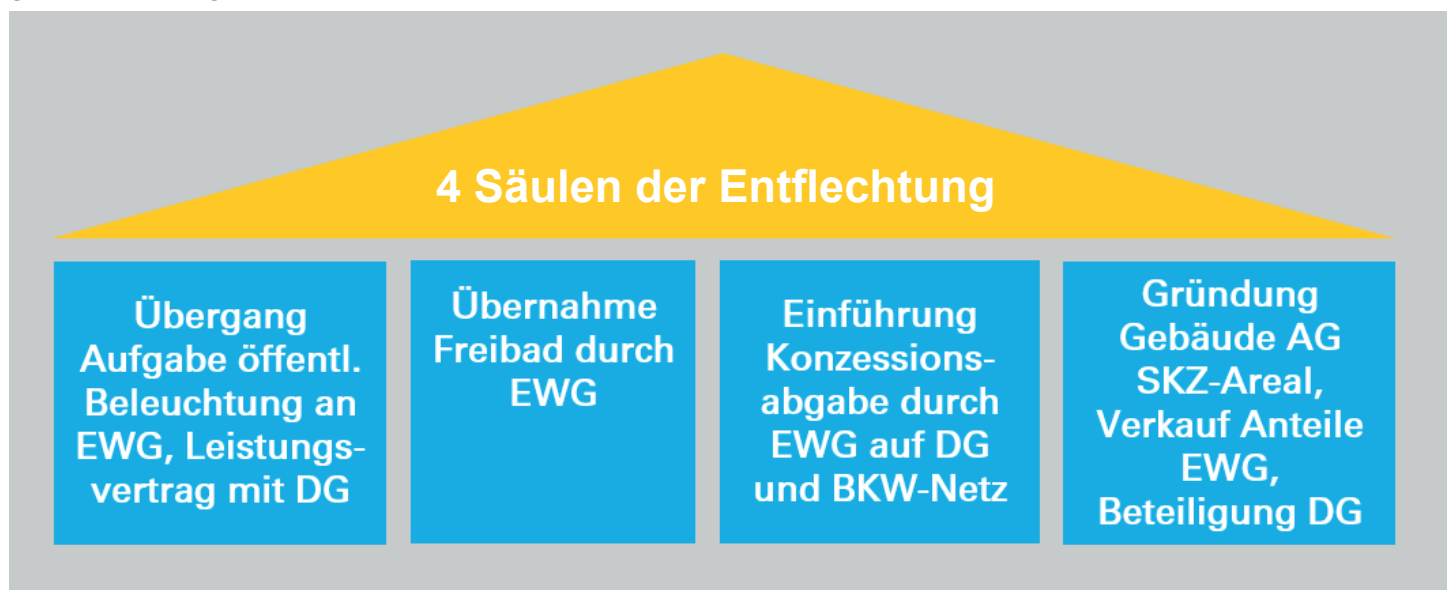 4 Säulen der Entflechtung
Übergang
Aufgabe öffentl.
Beleuchtung an
EWG, Leistungs-
vertrag mit DG
Übernahme
Freibad durch
EWG
Einführung
Konzessions-
abgabe durch
EWG auf DG
und BKW-Netz
Gründung
Gebäude AG
SKZ-Areal,
Verkauf Anteile
EWG,
Beteiligung DG